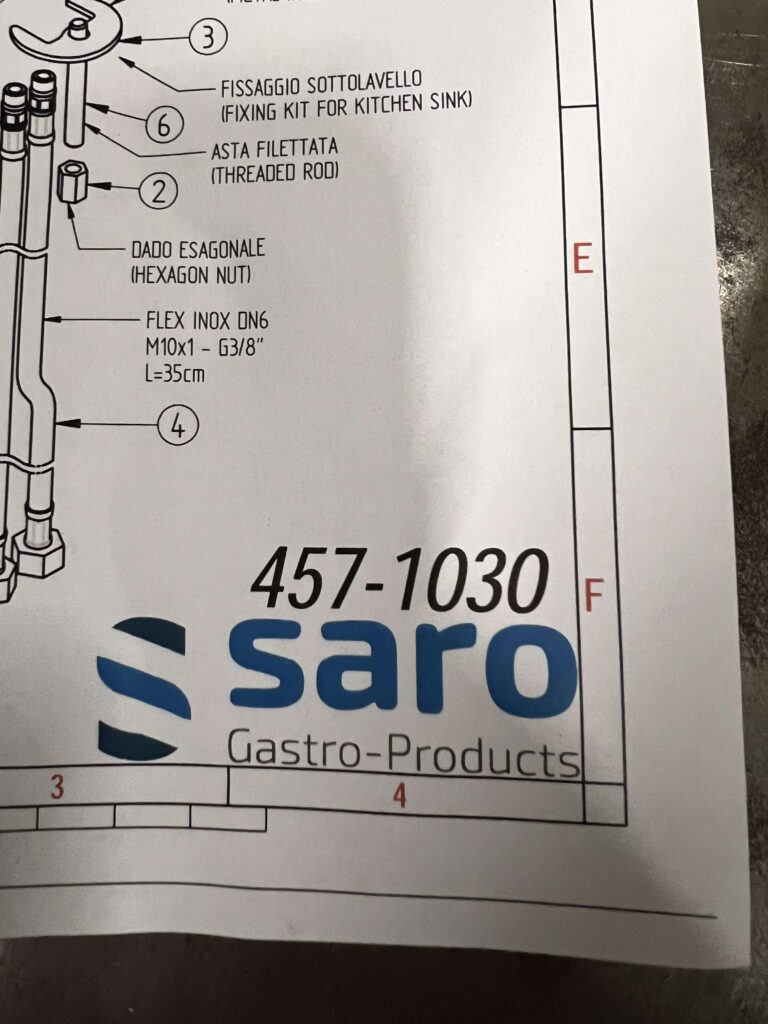 3
FISSAGGIO SOTTOLAVELLO
(FIXING KIT FOR KITCHEN SINK)
6
ASTA FILETTATA
(THREADED ROD)
2
DADO ESAGONALE
(HEXAGON NUT)
E
FLEX INOX DN6
M10x1 - G3/8"
L=35cm
4
457-1030
F
saro
Gastro-Products
3
4